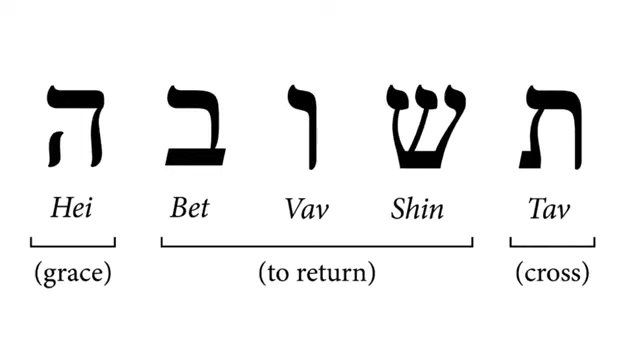 תשובה
Hei Bet Vav Shin Tav
(grace) (to return) (cross)